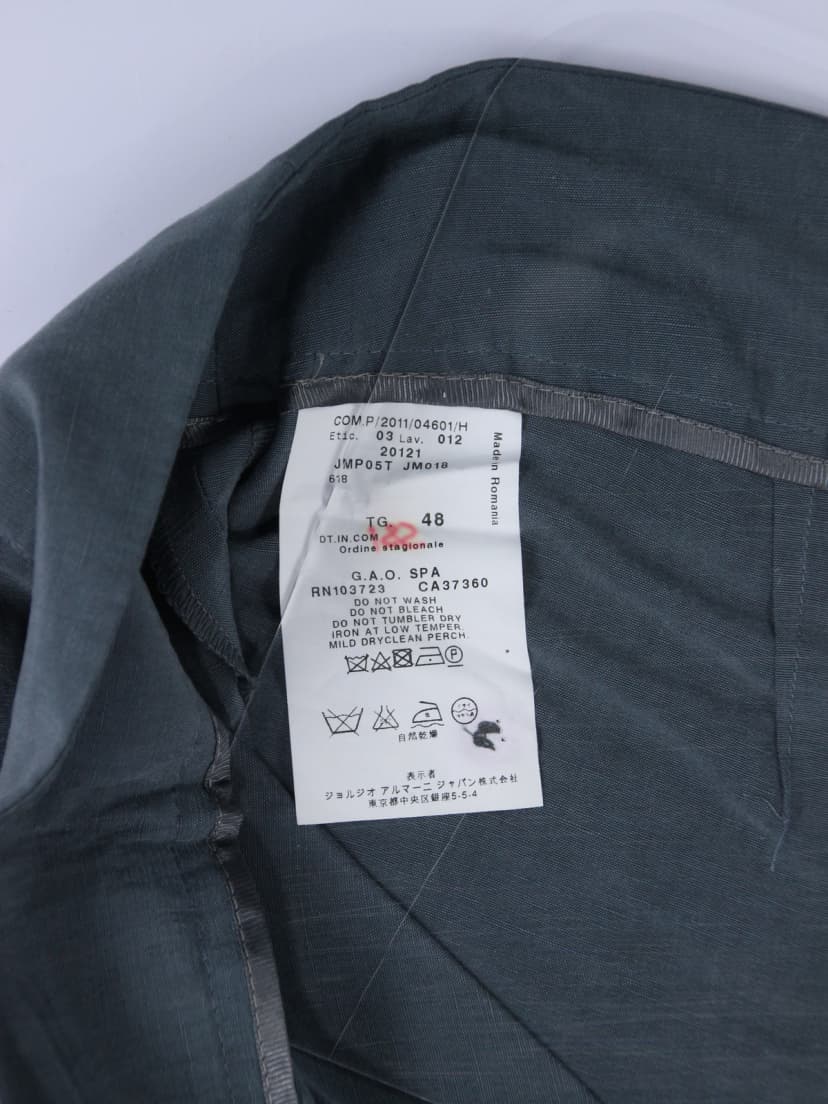 COM.P/2011/04601/H
Etic. 03 Lav. 012
20121
JMP05T JM018
618
Made in Romania
TG. 48
DT.IN.COM
Ordine stagionale
G.A.O. SPA
RN103723 CA37360
DO NOT WASH
DO NOT BLEACH
DO NOT TUMBLER DRY
IRON AT LOW TEMPER.
MILD DRYCLEAN PERCH.
P
自然乾燥
表示者
ジョルジオ アルマーニ ジャパン株式会社
東京都中央区銀座5-5-4